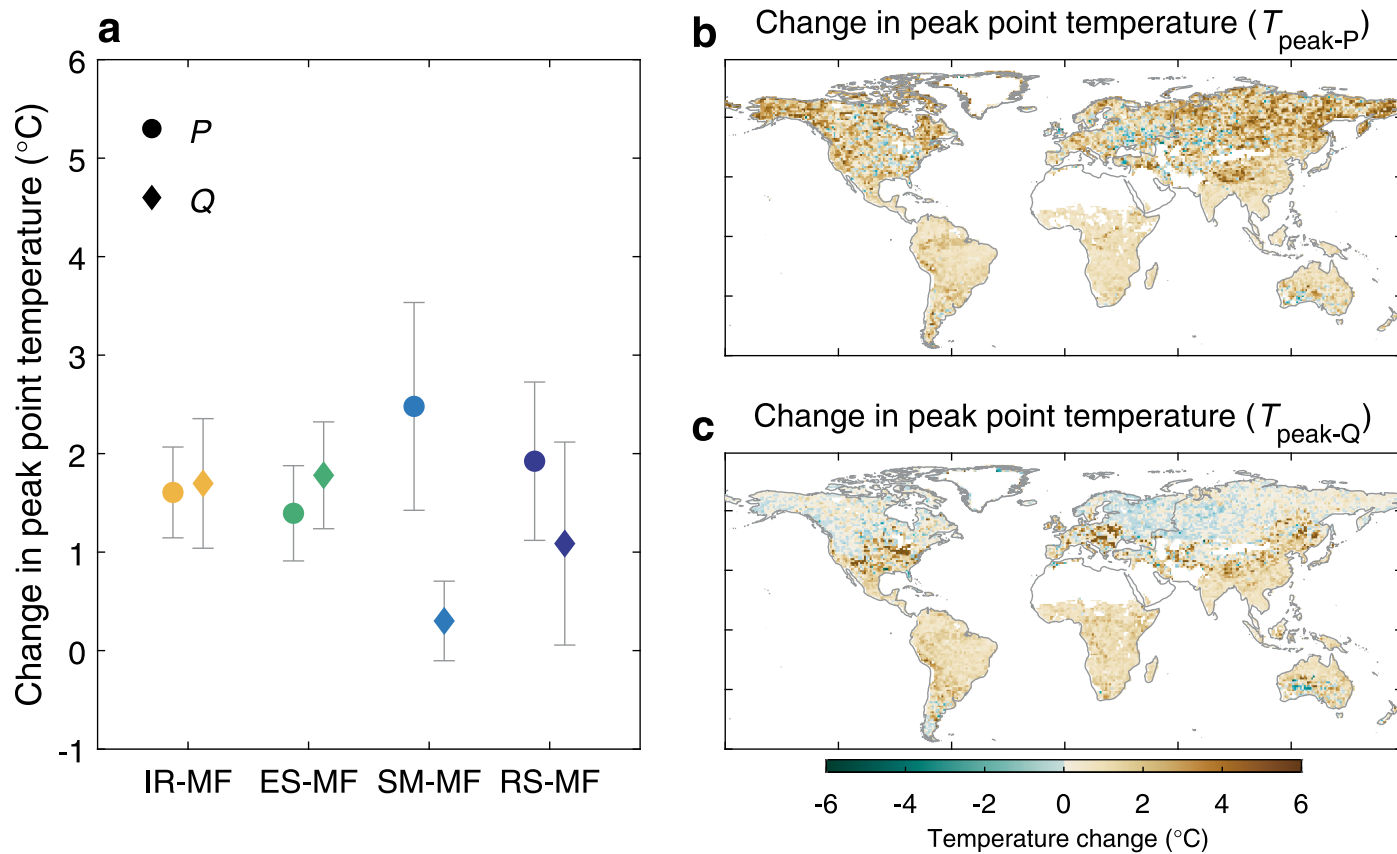 a
Change in peak point temperature (°C)
6
5
4
3
2
1
0
-1
P
Q
IR-MF ES-MF SM-MF RS-MF
b
Change in peak point temperature (Tpeak-P)
c
Change in peak point temperature (Tpeak-Q)
-6 -4 -2 0 2 4 6
Temperature change (°C)